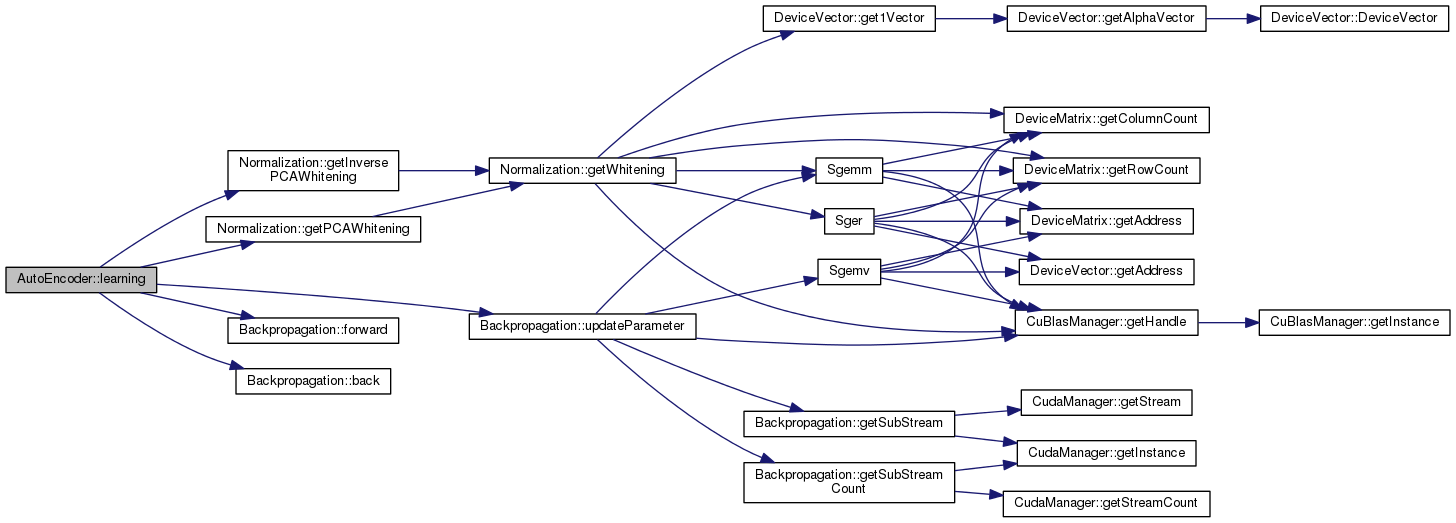 DeviceVector::get1Vector
DeviceVector::getAlphaVector
DeviceVector::DeviceVector
DeviceMatrix::getColumnCount
Normalization::getInverse
PCAWhitening
Normalization::getWhitening
Sgemm
DeviceMatrix::getRowCount
Normalization::getPCAWhitening
Sger
DeviceMatrix::getAddress
AutoEncoder::learning
Sgemv
DeviceVector::getAddress
Backpropagation::forward
Backpropagation::updateParameter
CuBlasManager::getHandle
CuBlasManager::getInstance
Backpropagation::back
CudaManager::getStream
Backpropagation::getSubStream
CudaManager::getInstance
Backpropagation::getSubStream
Count
CudaManager::getStreamCount